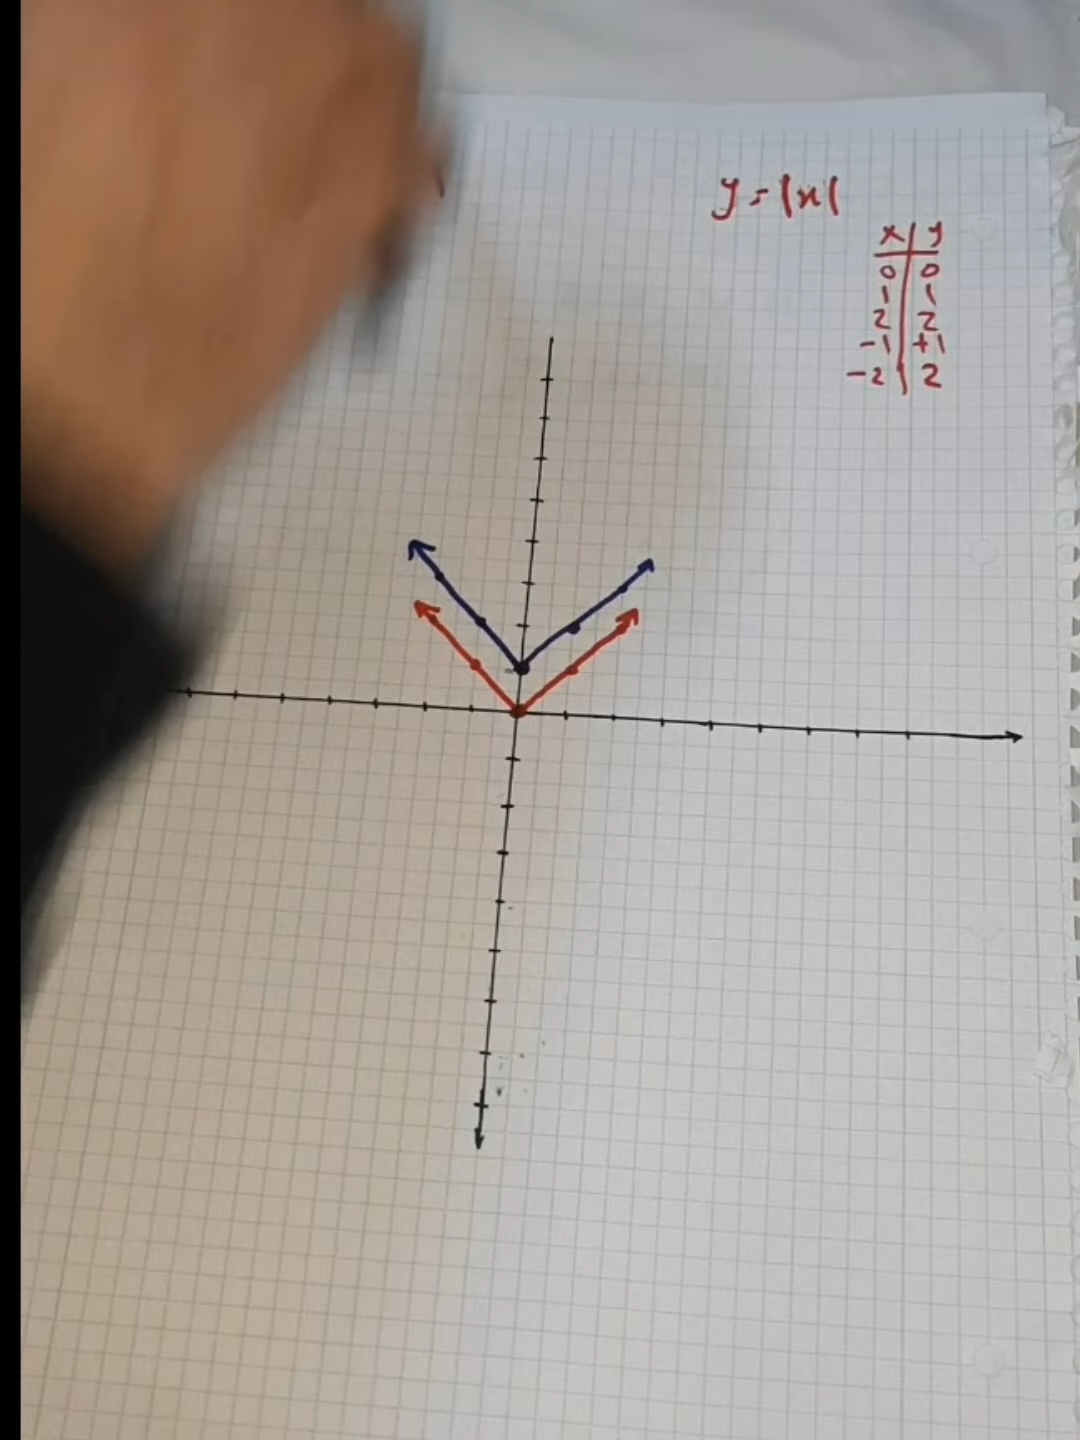 y = |x|
x | y
0 | 0
1 | 1
2 | 2
-1 | +1
-2 | 2